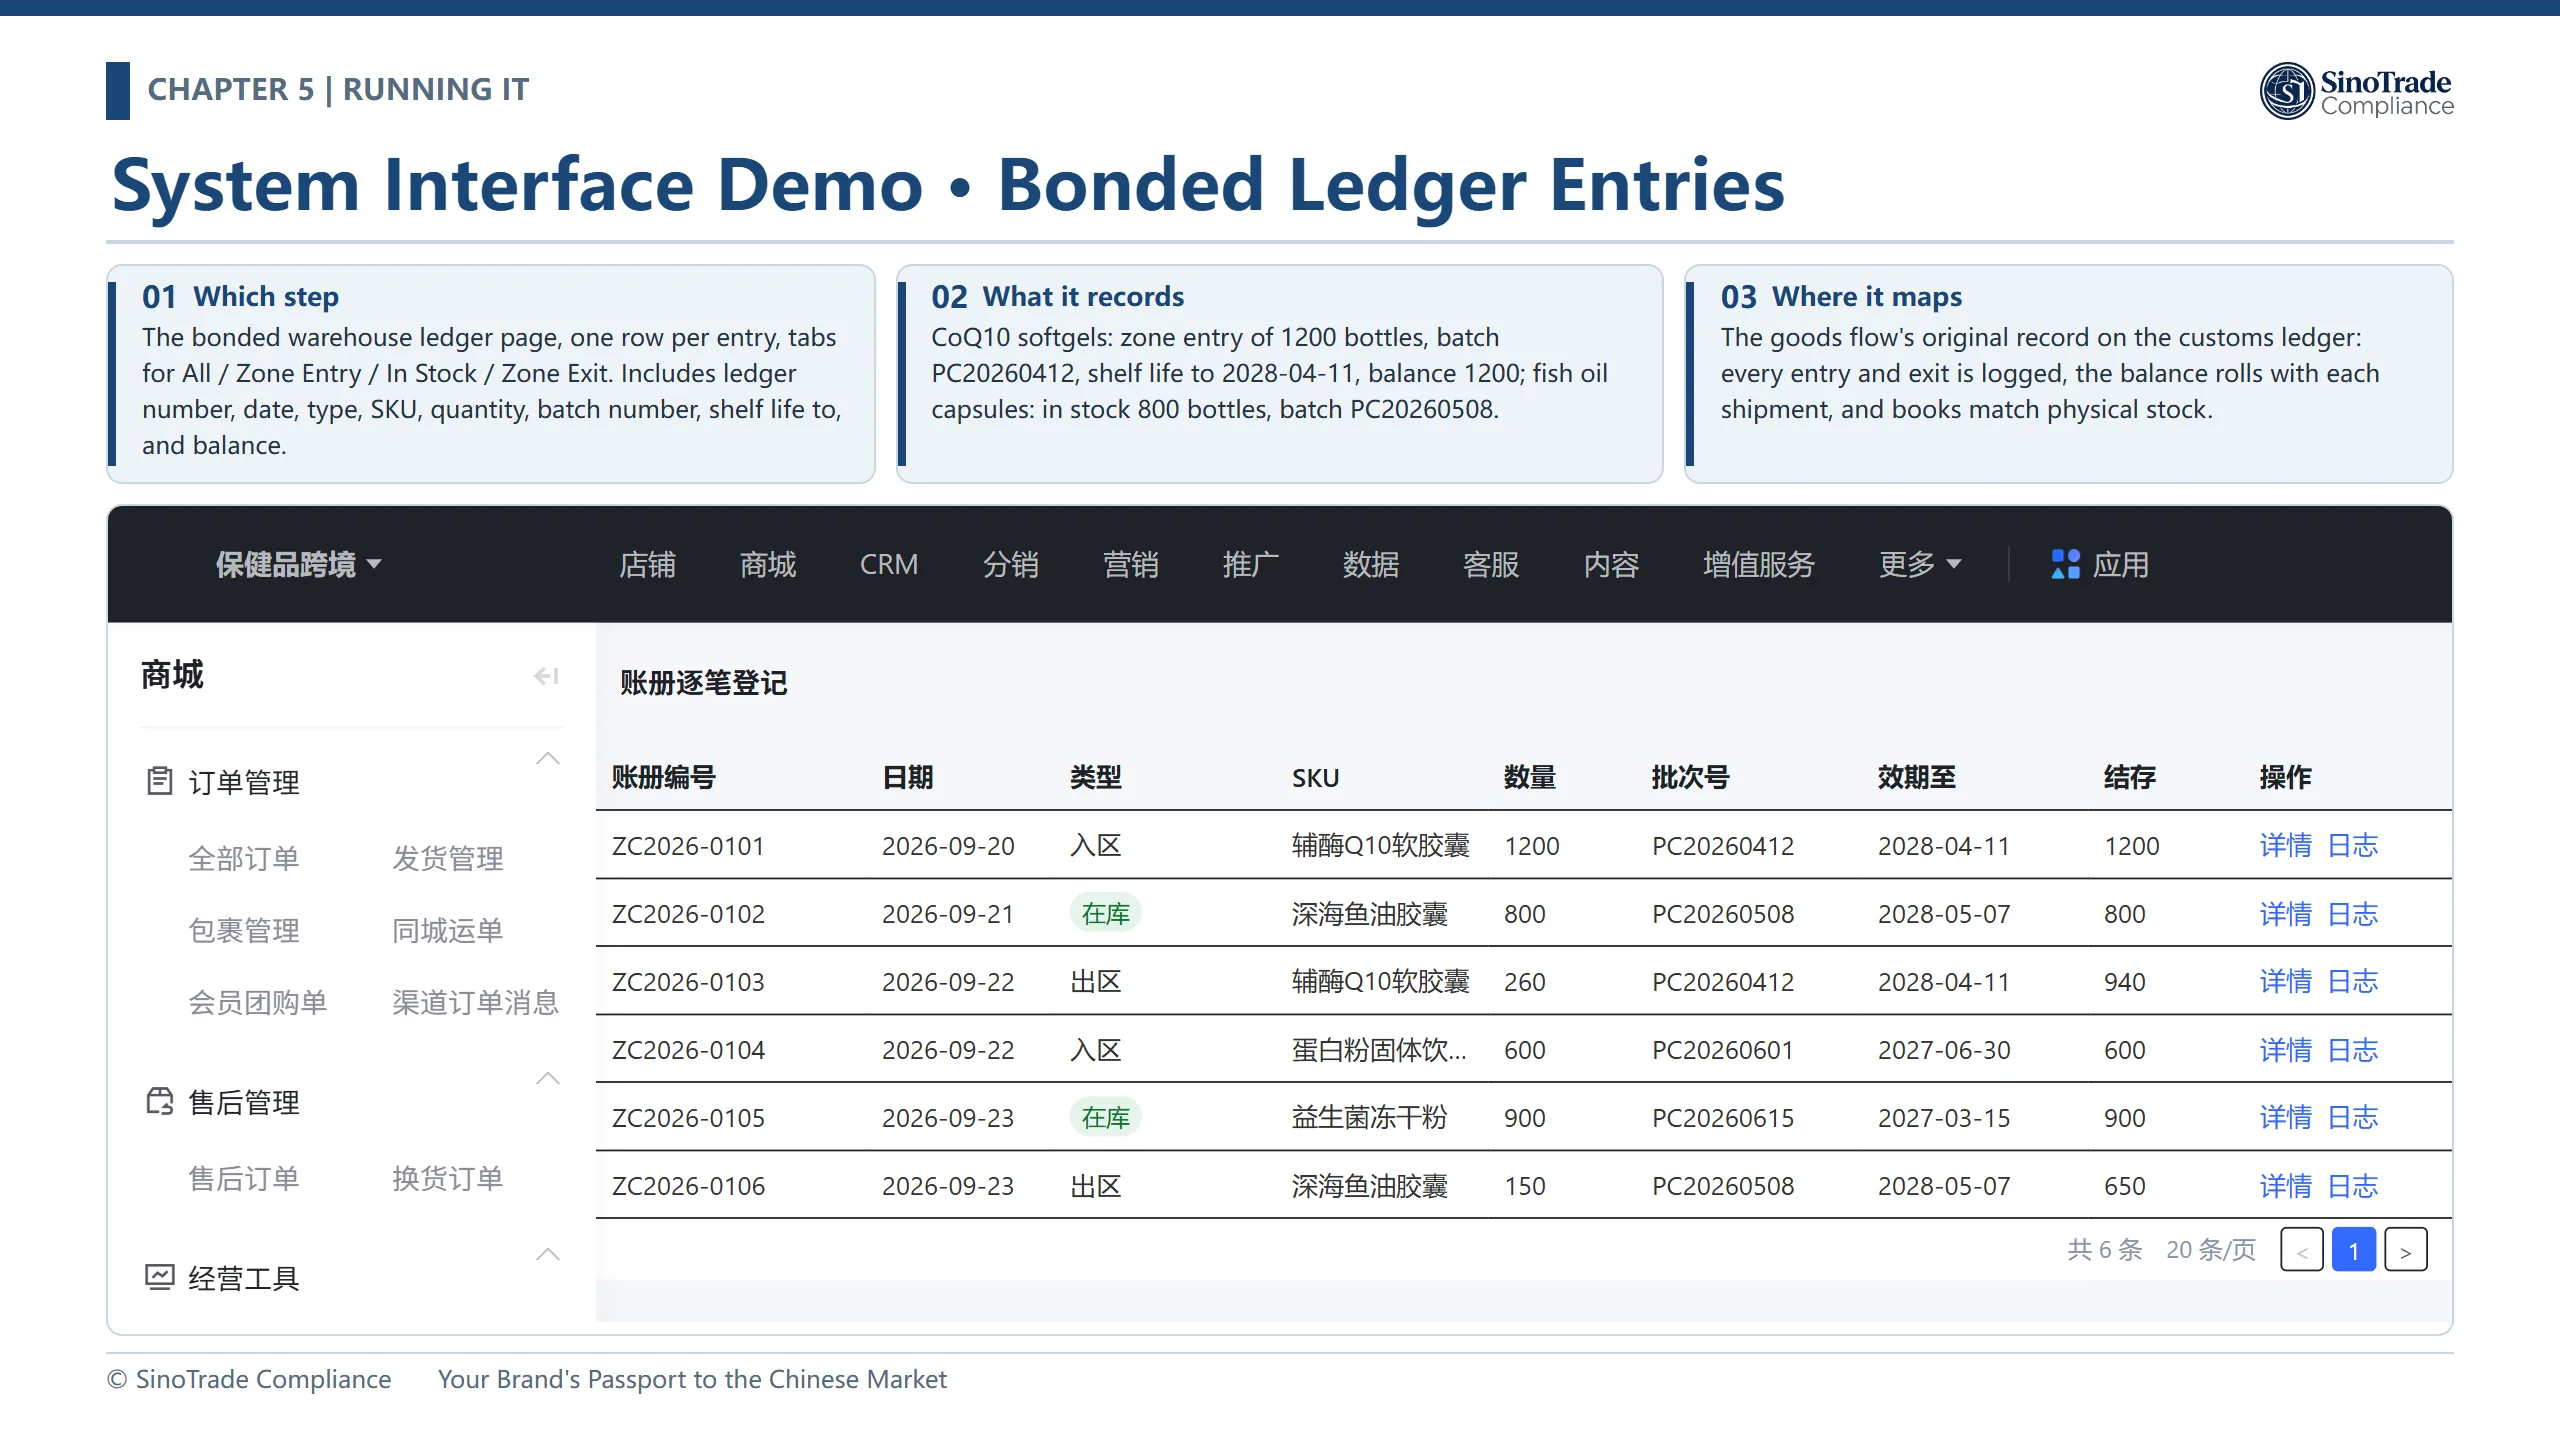 CHAPTER 5 | RUNNING IT
SinoTrade
Compliance
System Interface Demo • Bonded Ledger Entries
01 Which step
The bonded warehouse ledger page, one row per entry, tabs
for All / Zone Entry / In Stock / Zone Exit. Includes ledger
number, date, type, SKU, quantity, batch number, shelf life to,
and balance.
02 What it records
CoQ10 softgels: zone entry of 1200 bottles, batch
PC20260412, shelf life to 2028-04-11, balance 1200; fish oil
capsules: in stock 800 bottles, batch PC20260508.
03 Where it maps
The goods flow's original record on the customs ledger:
every entry and exit is logged, the balance rolls with each
shipment, and books match physical stock.
保健品跨境 店铺 商城 CRM 分销 营销 推广 数据 客服 内容 增值服务 更多 应用
商城
订单管理
全部订单 发货管理
包裹管理 同城运单
会员团购单 渠道订单消息
售后管理
售后订单 换货订单
经营工具
账册逐笔登记
账册编号 日期 类型 SKU 数量 批次号 效期至 结存 操作
ZC2026-0101 2026-09-20 入区 辅酶Q10软胶囊 1200 PC20260412 2028-04-11 1200 详情 日志
ZC2026-0102 2026-09-21 在库 深海鱼油胶囊 800 PC20260508 2028-05-07 800 详情 日志
ZC2026-0103 2026-09-22 出区 辅酶Q10软胶囊 260 PC20260412 2028-04-11 940 详情 日志
ZC2026-0104 2026-09-22 入区 蛋白粉固体饮... 600 PC20260601 2027-06-30 600 详情 日志
ZC2026-0105 2026-09-23 在库 益生菌冻干粉 900 PC20260615 2027-03-15 900 详情 日志
ZC2026-0106 2026-09-23 出区 深海鱼油胶囊 150 PC20260508 2028-05-07 650 详情 日志
共 6 条 20 条/页 < 1 >
© SinoTrade Compliance Your Brand's Passport to the Chinese Market